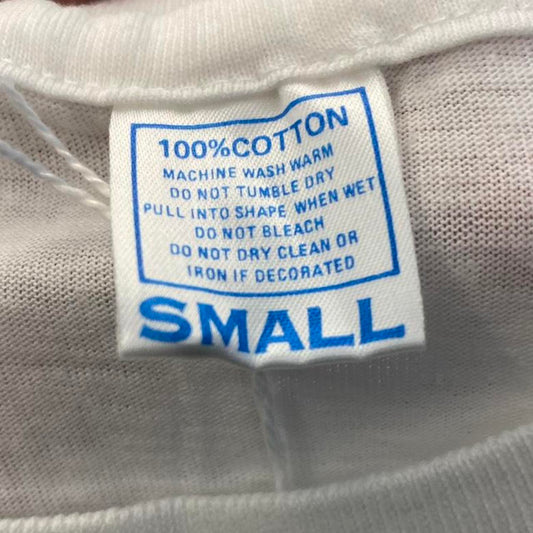 100% COTTON
MACHINE WASH WARM
DO NOT TUMBLE DRY
PULL INTO SHAPE WHEN WET
DO NOT BLEACH
DO NOT DRY CLEAN OR
IRON IF DECORATED
SMALL